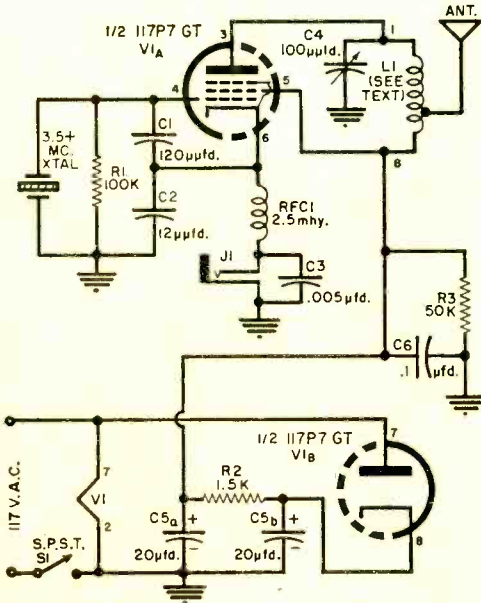 1/2 117P7 GT
V1A
3
4
5
6
C4
100µµfd.
1
L1
(SEE
TEXT)
8
ANT.
3.5+
MC.
XTAL
R1
100K
C1
120µµfd.
C2
12µµfd.
RFC1
2.5mhy.
J1
C3
.005µfd.
R3
50K
C6
.1 µfd.
117 V.A.C.
7
V1
2
S.P.S.T.
S1
R2
1.5K
C5a +
-
20µfd.
C5b +
-
20µfd.
1/2 117P7 GT
V1B
7
8